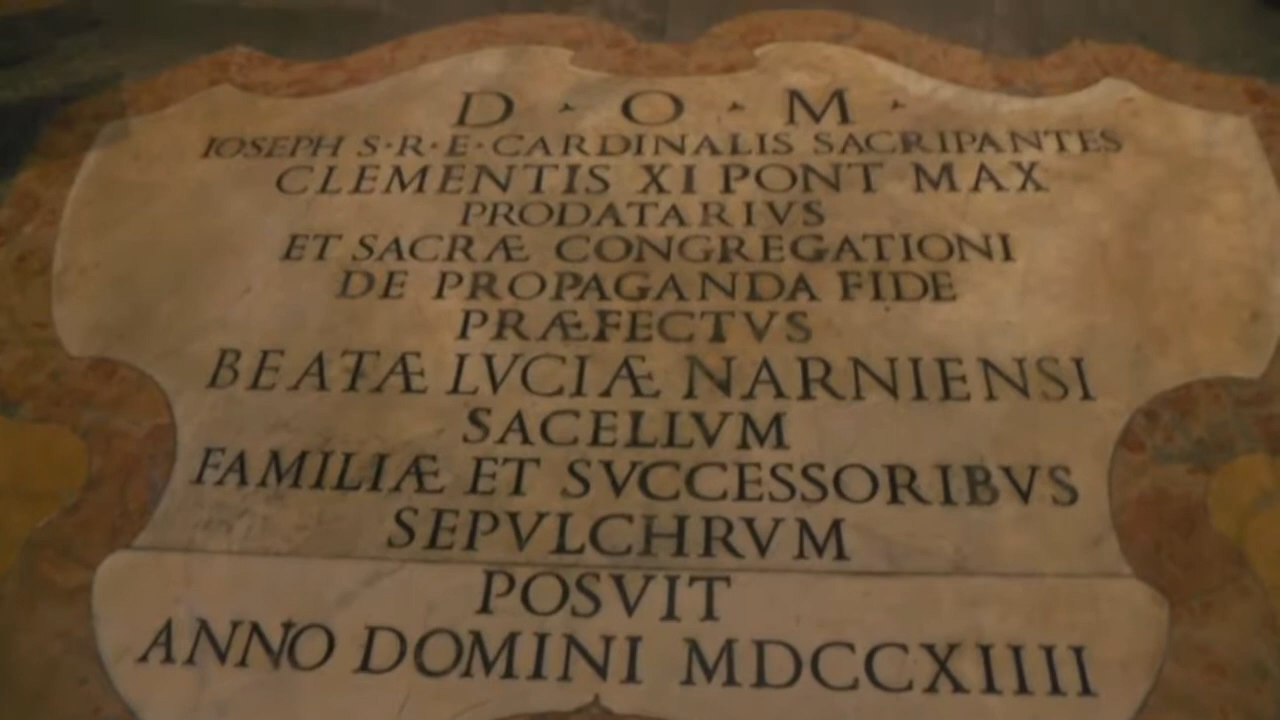 D · O · M ·
IOSEPH S·R·E·CARDINALIS SACRIPANTES
CLEMENTIS XI PONT MAX
PRODATARIVS
ET SACRÆ CONGREGATIONI
DE PROPAGANDA FIDE
PRÆFECTVS
BEATÆ LVCIÆ NARNIENSI
SACELLVM
FAMILIÆ ET SVCCESSORIBVS
SEPVLCHRVM
POSVIT
ANNO DOMINI MDCCXIIII